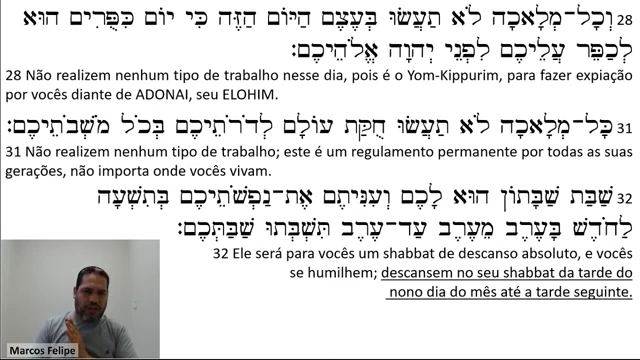 28 וְכָל־מְלָאכָה לֹא תַעֲשׂוּ בְּעֶצֶם הַיּוֹם הַזֶּה כִּי יוֹם כִּפֻּרִים הוּא
לְכַפֵּר עֲלֵיכֶם לִפְנֵי יְהוָה אֱלֹהֵיכֶם׃
28 Não realizem nenhum tipo de trabalho nesse dia, pois é o Yom-Kippurim, para fazer expiação
por vocês diante de ADONAI, seu ELOHIM.
31 כָּל־מְלָאכָה לֹא תַעֲשׂוּ חֻקַּת עוֹלָם לְדֹרֹתֵיכֶם בְּכֹל מֹשְׁבֹתֵיכֶם׃
31 Não realizem nenhum tipo de trabalho; este é um regulamento permanente por todas as suas
gerações, não importa onde vocês vivam.
32 שַׁבַּת שַׁבָּתוֹן הוּא לָכֶם וְעִנִּיתֶם אֶת־נַפְשֹׁתֵיכֶם בְּתִשְׁעָה
לַחֹדֶשׁ בָּעֶרֶב מֵעֶרֶב עַד־עֶרֶב תִּשְׁבְּתוּ שַׁבַּתְּכֶם׃
32 Ele será para vocês um shabbat de descanso absoluto, e vocês
se humilhem; descansem no seu shabbat da tarde do
nono dia do mês até a tarde seguinte.
Marcos Felipe